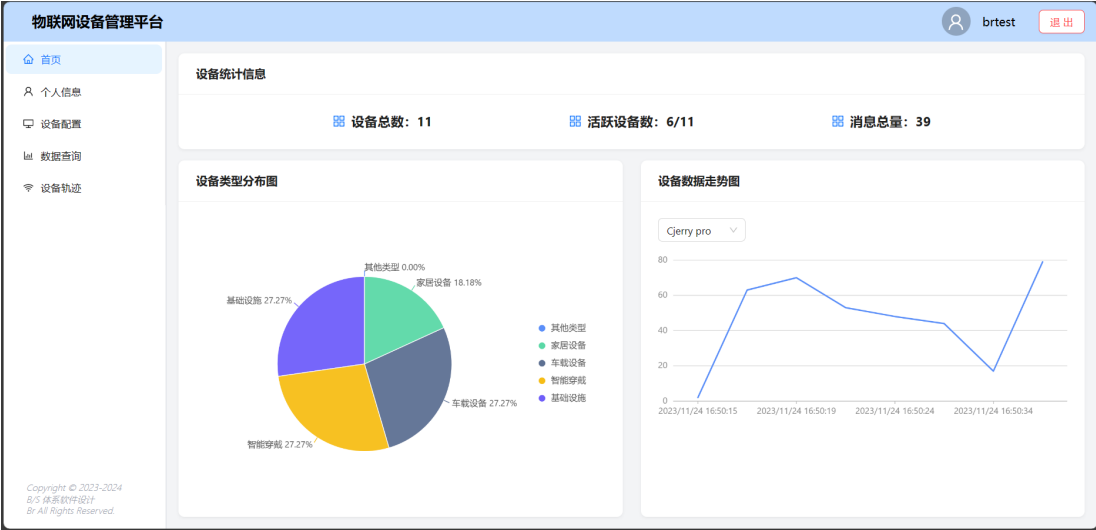 物联网设备管理平台
brtest
退 出
首页
个人信息
设备配置
数据查询
设备轨迹
设备统计信息
设备总数：11
活跃设备数：6/11
消息总量：39
设备类型分布图
其他类型 0.00%
家居设备 18.18%
基础设施 27.27%
车载设备 27.27%
智能穿戴 27.27%
其他类型
家居设备
车载设备
智能穿戴
基础设施
设备数据走势图
Cjerry pro
80
60
40
20
0
2023/11/24 16:50:15
2023/11/24 16:50:19
2023/11/24 16:50:24
2023/11/24 16:50:34
Copyright © 2023-2024
B/S 体系软件设计
Br All Rights Reserved.